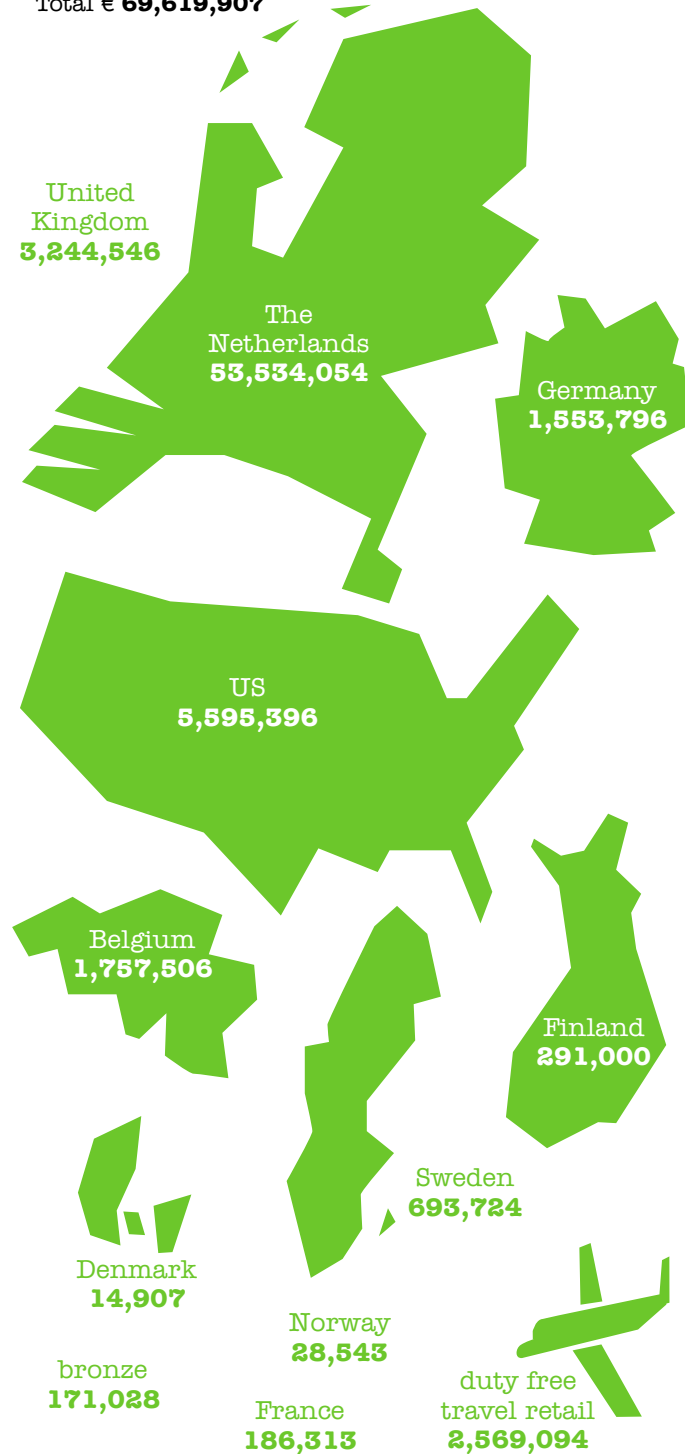 Total € 69,619,907
United
Kingdom
3,244,546
The
Netherlands
53,534,054
Germany
1,553,796
US
5,595,396
Belgium
1,757,506
Finland
291,000
Sweden
693,724
Denmark
14,907
Norway
28,543
bronze
171,028
France
186,313
duty free
travel retail
2,569,094